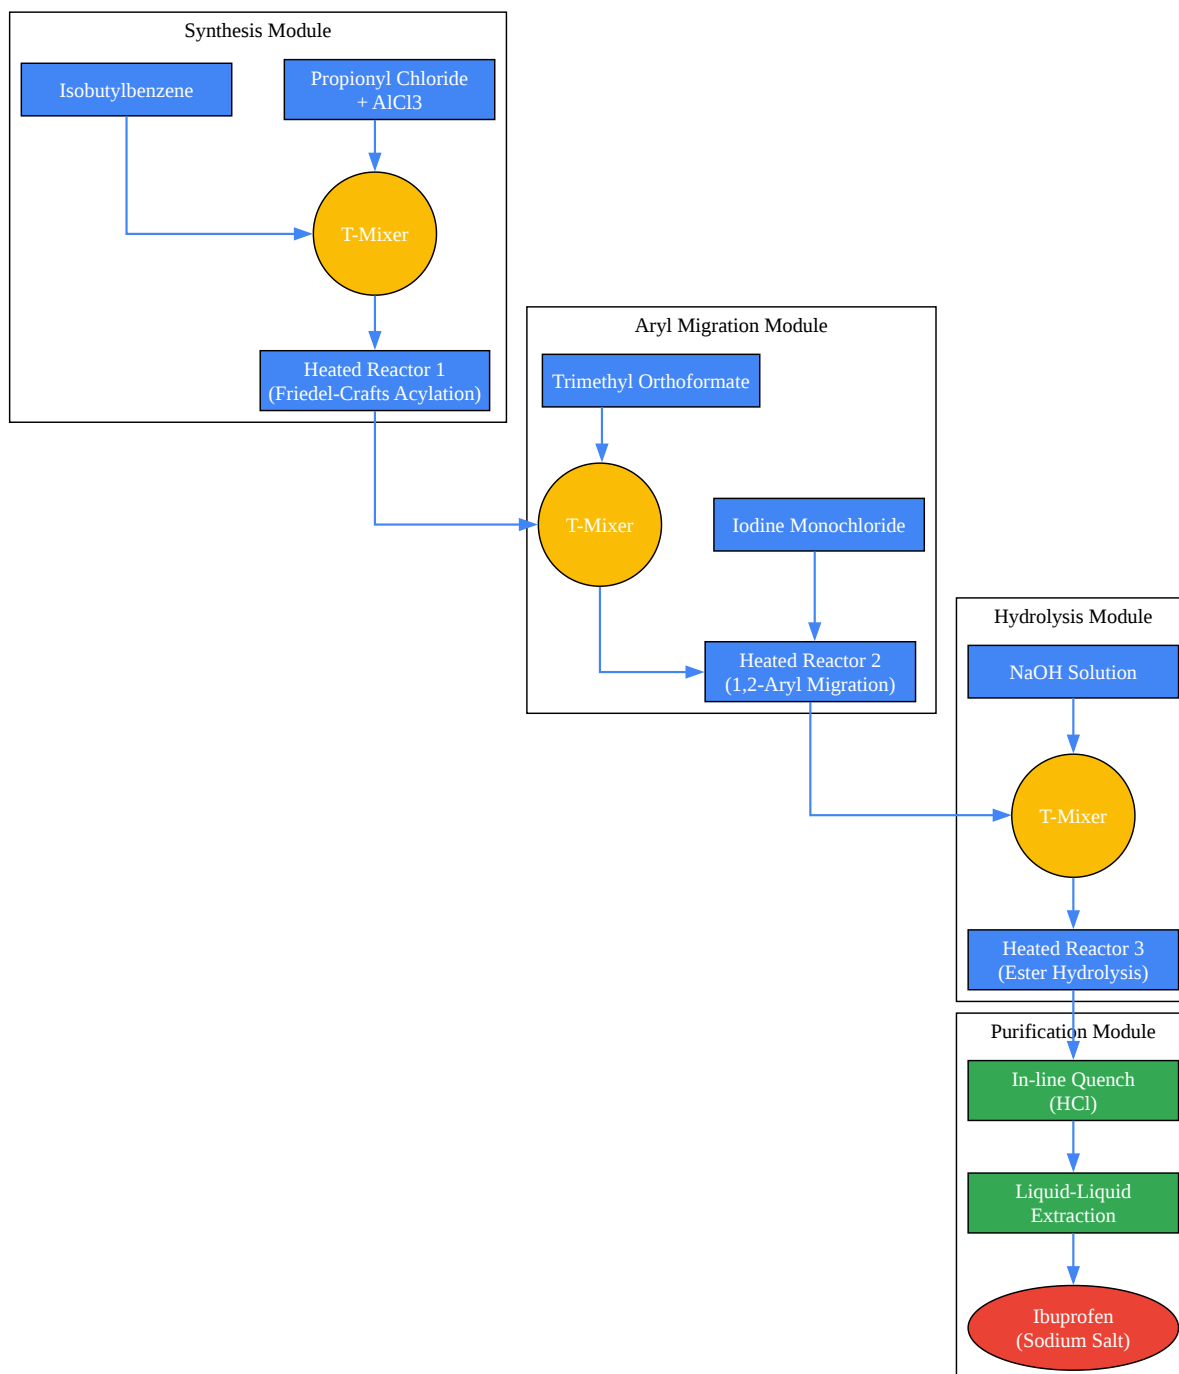 Synthesis Module
Isobutylbenzene
Propionyl Chloride
+ AlCl3
T-Mixer
Heated Reactor 1
(Friedel-Crafts Acylation)
Aryl Migration Module
Trimethyl Orthoformate
T-Mixer
Iodine Monochloride
Heated Reactor 2
(1,2-Aryl Migration)
Hydrolysis Module
NaOH Solution
T-Mixer
Heated Reactor 3
(Ester Hydrolysis)
Purification Module
In-line Quench
(HCl)
Liquid-Liquid
Extraction
Ibuprofen
(Sodium Salt)